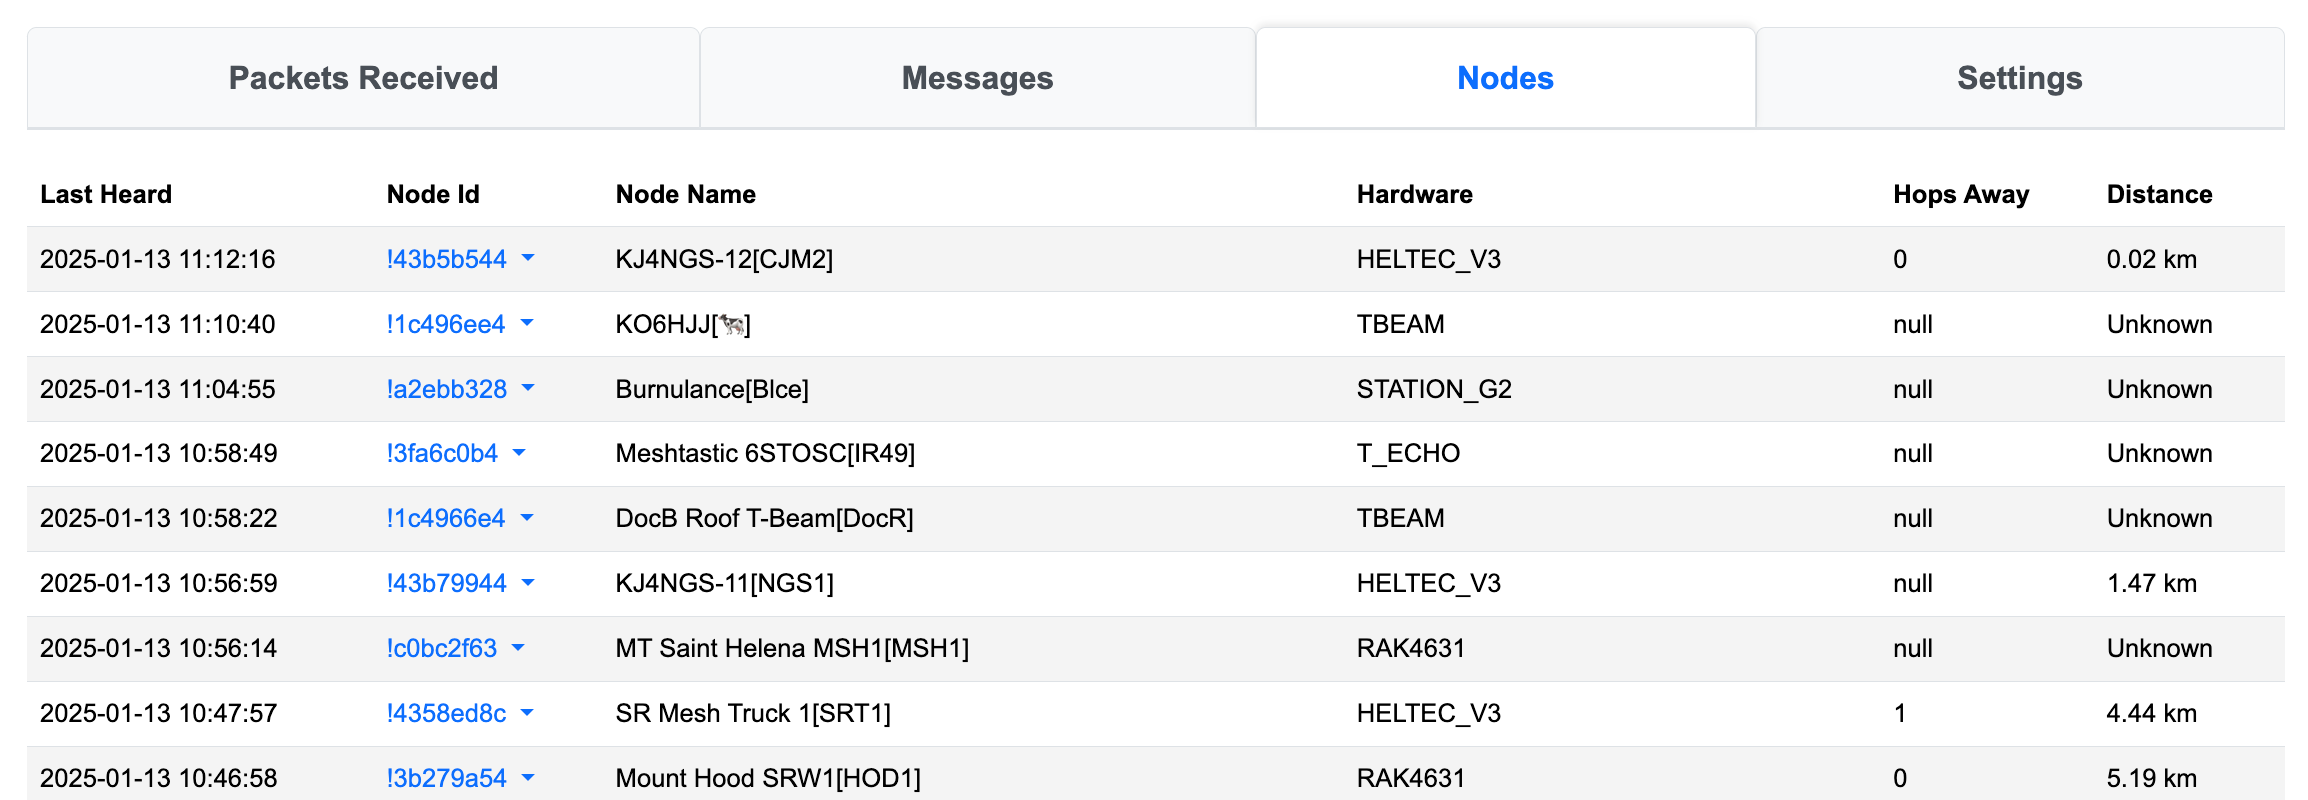 Packets Received Messages Nodes Settings
Last Heard Node Id Node Name Hardware Hops Away Distance
2025-01-13 11:12:16 !43b5b544 KJ4NGS-12[CJM2] HELTEC_V3 0 0.02 km
2025-01-13 11:10:40 !1c496ee4 KO6HJJ[🐄] TBEAM null Unknown
2025-01-13 11:04:55 !a2ebb328 Burnulance[Blce] STATION_G2 null Unknown
2025-01-13 10:58:49 !3fa6c0b4 Meshtastic 6STOSC[IR49] T_ECHO null Unknown
2025-01-13 10:58:22 !1c4966e4 DocB Roof T-Beam[DocR] TBEAM null Unknown
2025-01-13 10:56:59 !43b79944 KJ4NGS-11[NGS1] HELTEC_V3 null 1.47 km
2025-01-13 10:56:14 !c0bc2f63 MT Saint Helena MSH1[MSH1] RAK4631 null Unknown
2025-01-13 10:47:57 !4358ed8c SR Mesh Truck 1[SRT1] HELTEC_V3 1 4.44 km
2025-01-13 10:46:58 !3b279a54 Mount Hood SRW1[HOD1] RAK4631 0 5.19 km